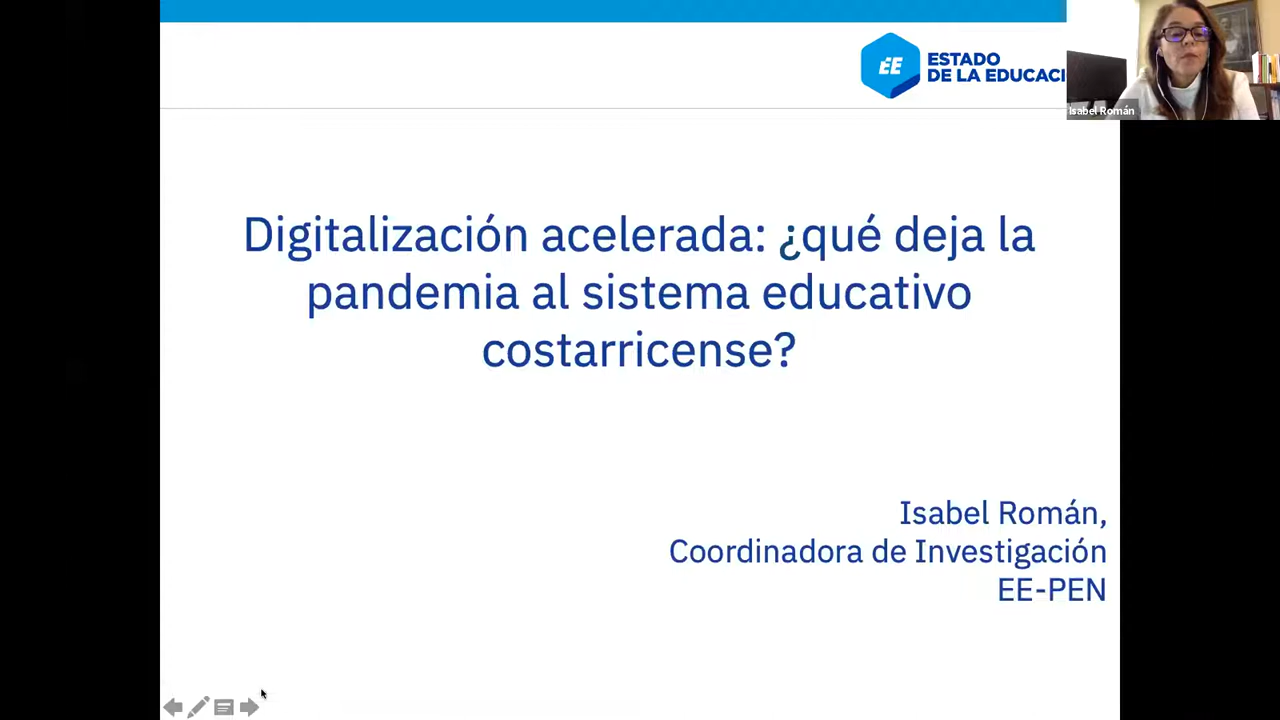 ESTADO
DE LA EDUCACI
Isabel Román
Digitalización acelerada: ¿qué deja la
pandemia al sistema educativo
costarricense?
Isabel Román,
Coordinadora de Investigación
EE-PEN